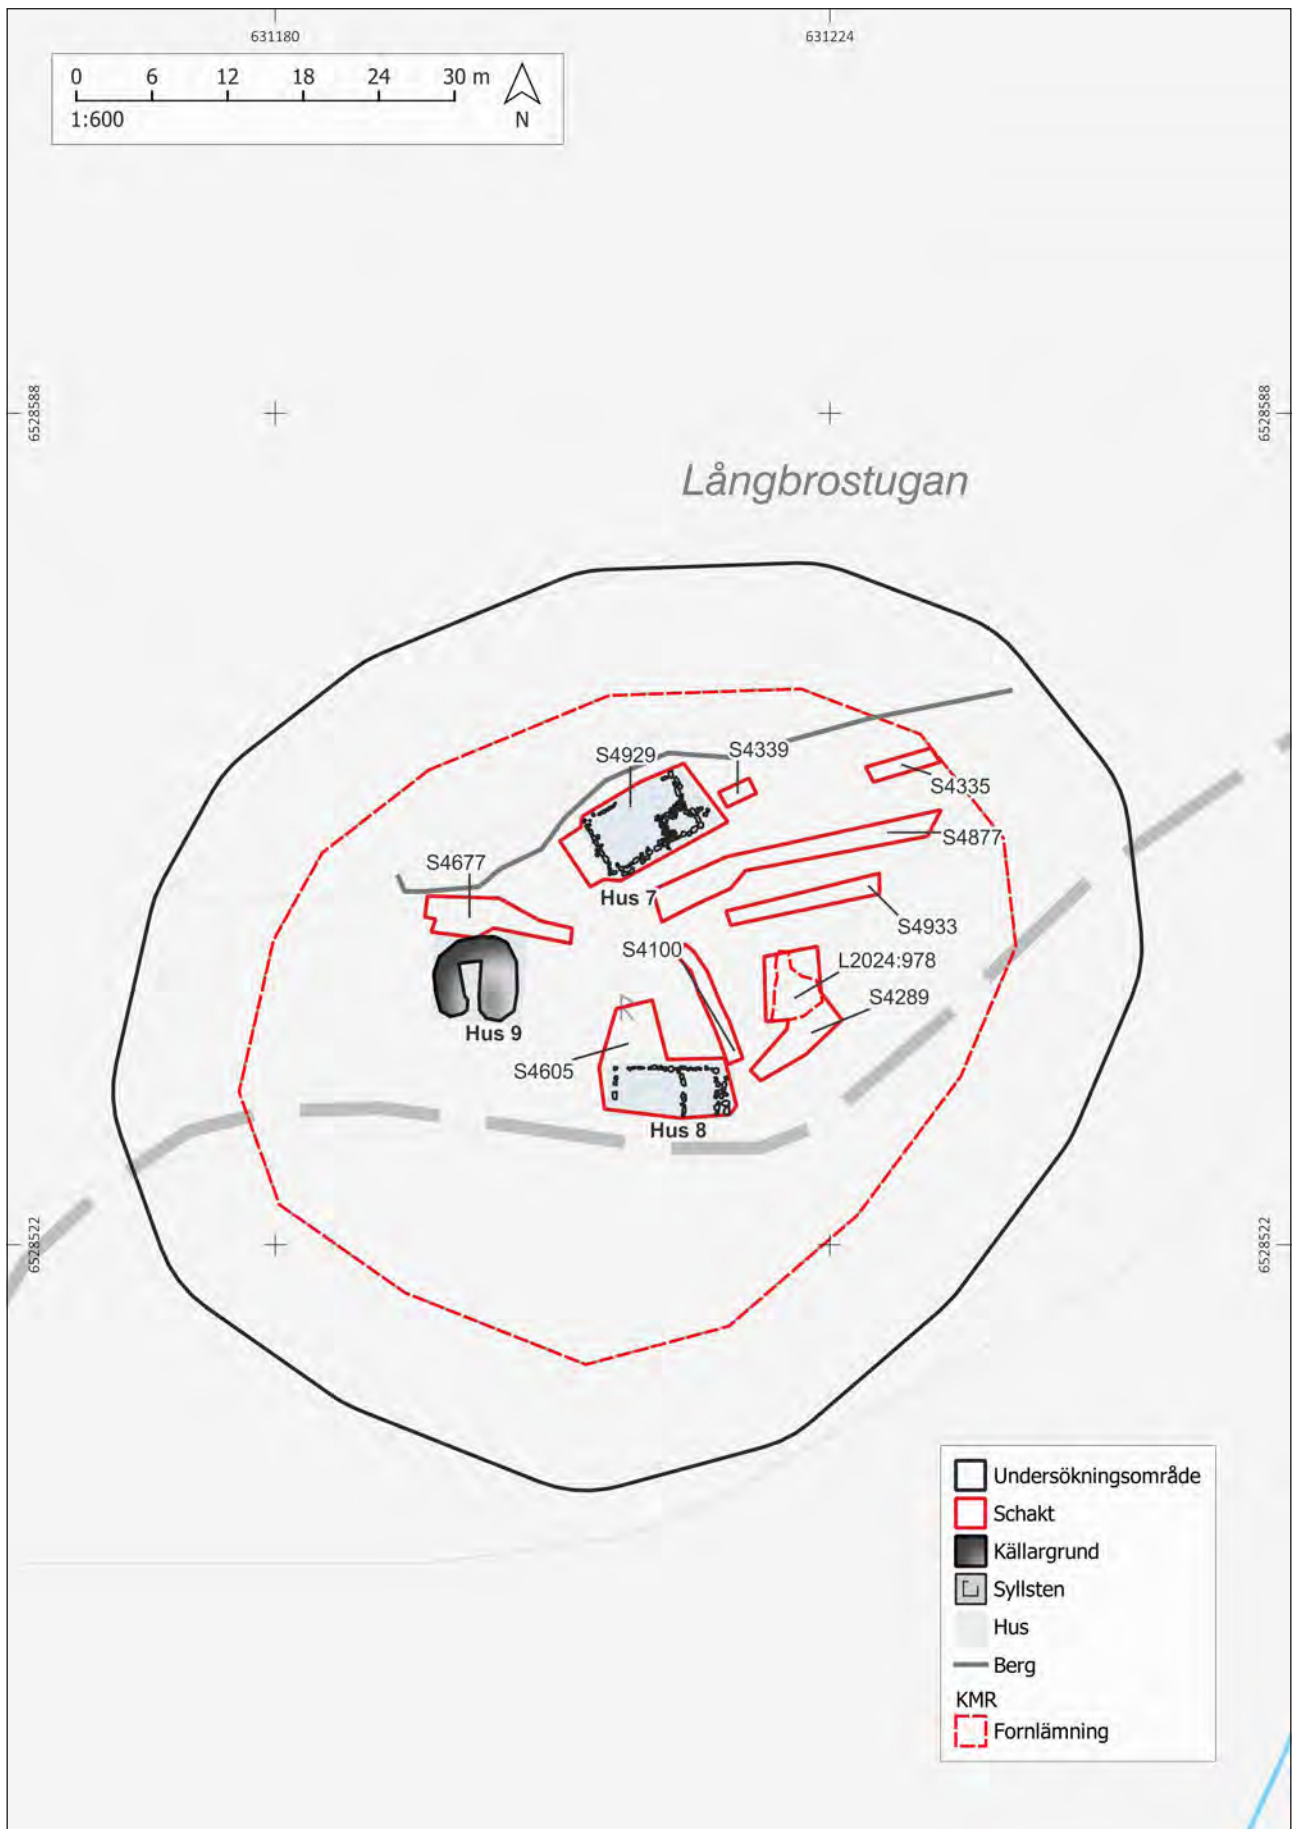 631180
631224
0 6 12 18 24 30 m
1:600
N
6528588
6528588
Långbrostugan
S4929
S4339
S4335
S4877
S4677
Hus 7
S4933
S4100
L2024:978
S4289
Hus 9
S4605
R
Hus 8
6528522
6528522
Undersökningsområde
Schakt
Källargrund
Syllsten
Hus
Berg
KMR
Fornlämning